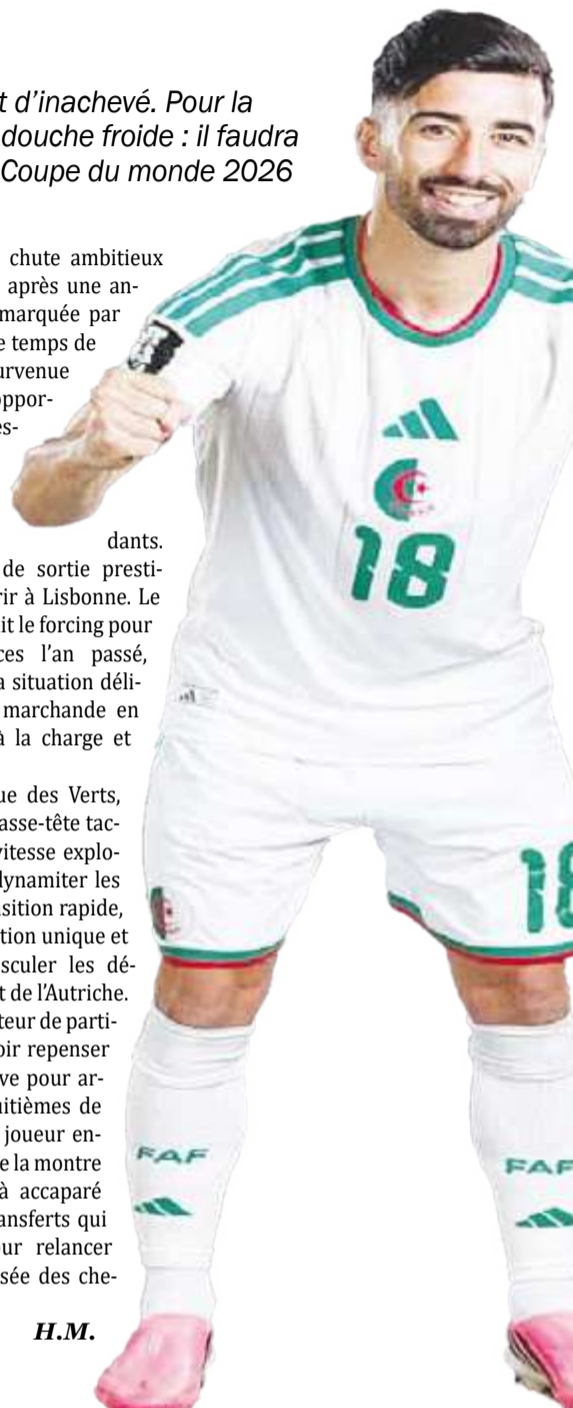 t d'inachevé. Pour la
douche froide : il faudra
Coupe du monde 2026
chute ambitieux
après une an-
marquée par
e temps de
urvenue
oppor-
es-
dants.
de sortie presti-
rir à Lisbonne. Le
it le forcing pour
ces l'an passé,
a situation déli-
marchande en
à la charge et
ue des Verts,
asse-tête tac-
vitesse explo-
dynamiter les
sition rapide,
tion unique et
sculer les dé-
t de l'Autriche.
teur de parti-
oir repenser
ve pour ar-
uitièmes de
joueur en-
e la montre
à accaparé
ansferts qui
our relancer
sée des che-
H.M.
18
18
FAF
FAF